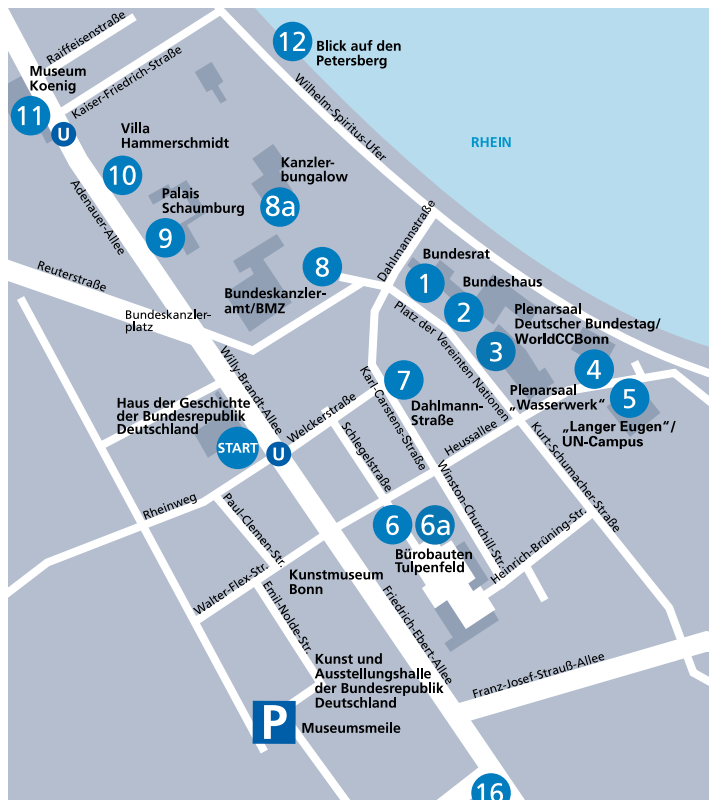 12
Blick auf den
Petersberg
Raiffeisenstraße
Museum
Koenig
11
U
Kaiser-Friedrich-Straße
Wilhelm-Spiritus-Ufer
RHEIN
Villa
Hammerschmidt
10
Kanzler-
bungalow
8a
Palais
Schaumburg
9
Adenauer-Allee
Reuterstraße
Dahlmannstraße
Bundesrat
1
8
Bundeskanzler-
amt/BMZ
Bundeshaus
2
Bundeskanzler-
platz
Platz der Vereinten Nationen
Plenarsaal
Deutscher Bundestag/
WorldCCBonn
3
4
Plenarsaal
„Wasserwerk“
5
„Langer Eugen“/
UN-Campus
Willy-Brandt-Allee
7
Dahlmann-
Straße
Karl-Carstens-Straße
Haus der Geschichte
der Bundesrepublik
Deutschland
START
U
Welckerstraße
Schlegelstraße
Heussallee
Kurt-Schumacher-Straße
Winston-Churchill-Str.
Rheinweg
Paul-Clemen-Str.
6
6a
Bürobauten
Tulpenfeld
Heinrich-Brüning-Str.
Walter-Flex-Str.
Kunstmuseum
Bonn
Emil-Nolde-Str.
Friedrich-Ebert-Allee
Kunst und
Ausstellungshalle
der Bundesrepublik
Deutschland
Franz-Josef-Strauß-Allee
P
Museumsmeile
16